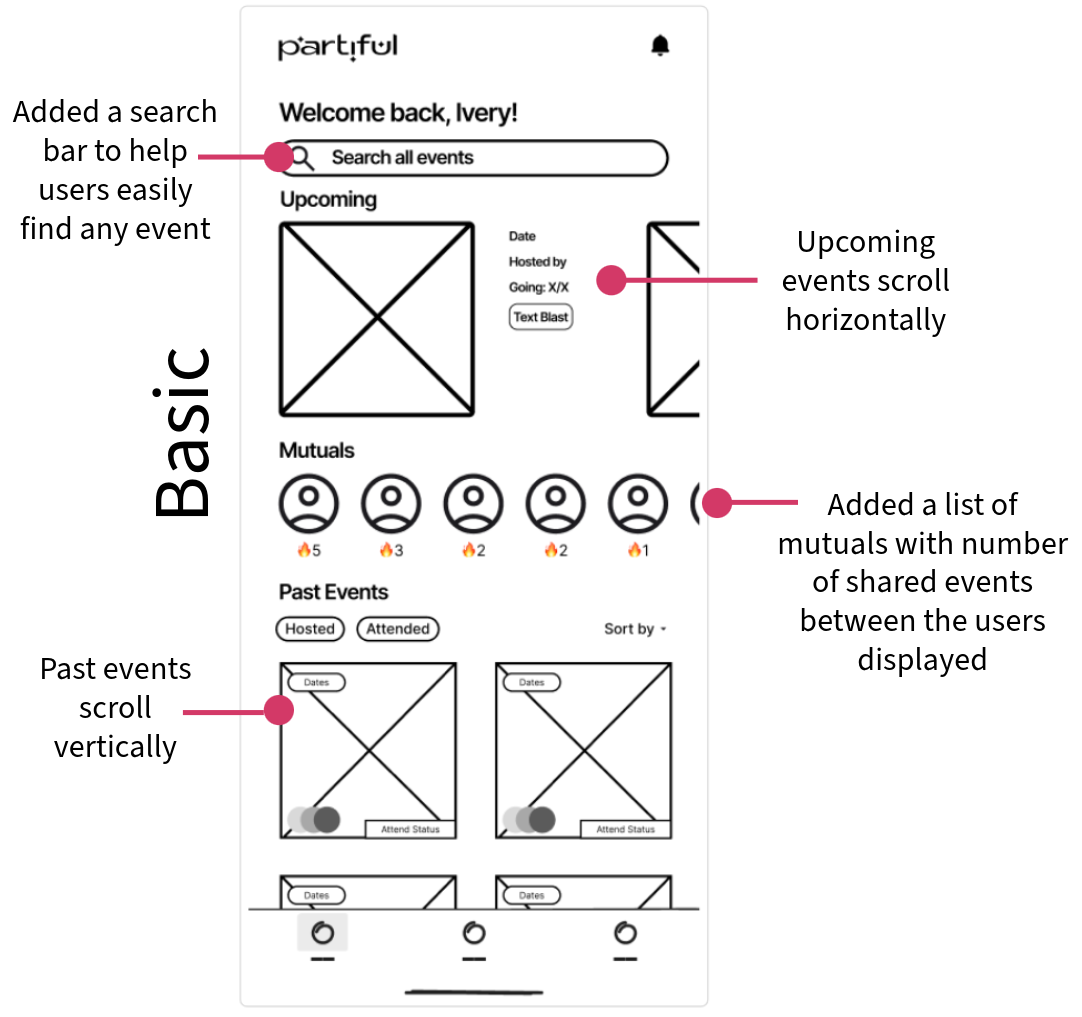 partiful
Welcome back, Ivery!
Added a search
bar to help
users easily
find any event
Search all events
Upcoming
Date
Hosted by
Going: X/X
Text Blast
Upcoming
events scroll
horizontally
Basic
Mutuals
🔥5 🔥3 🔥2 🔥2 🔥1
Added a list of
mutuals with number
of shared events
between the users
displayed
Past Events
Hosted Attended Sort by
Past events
scroll
vertically
Dates Dates
Attend Status Attend Status
Dates Dates